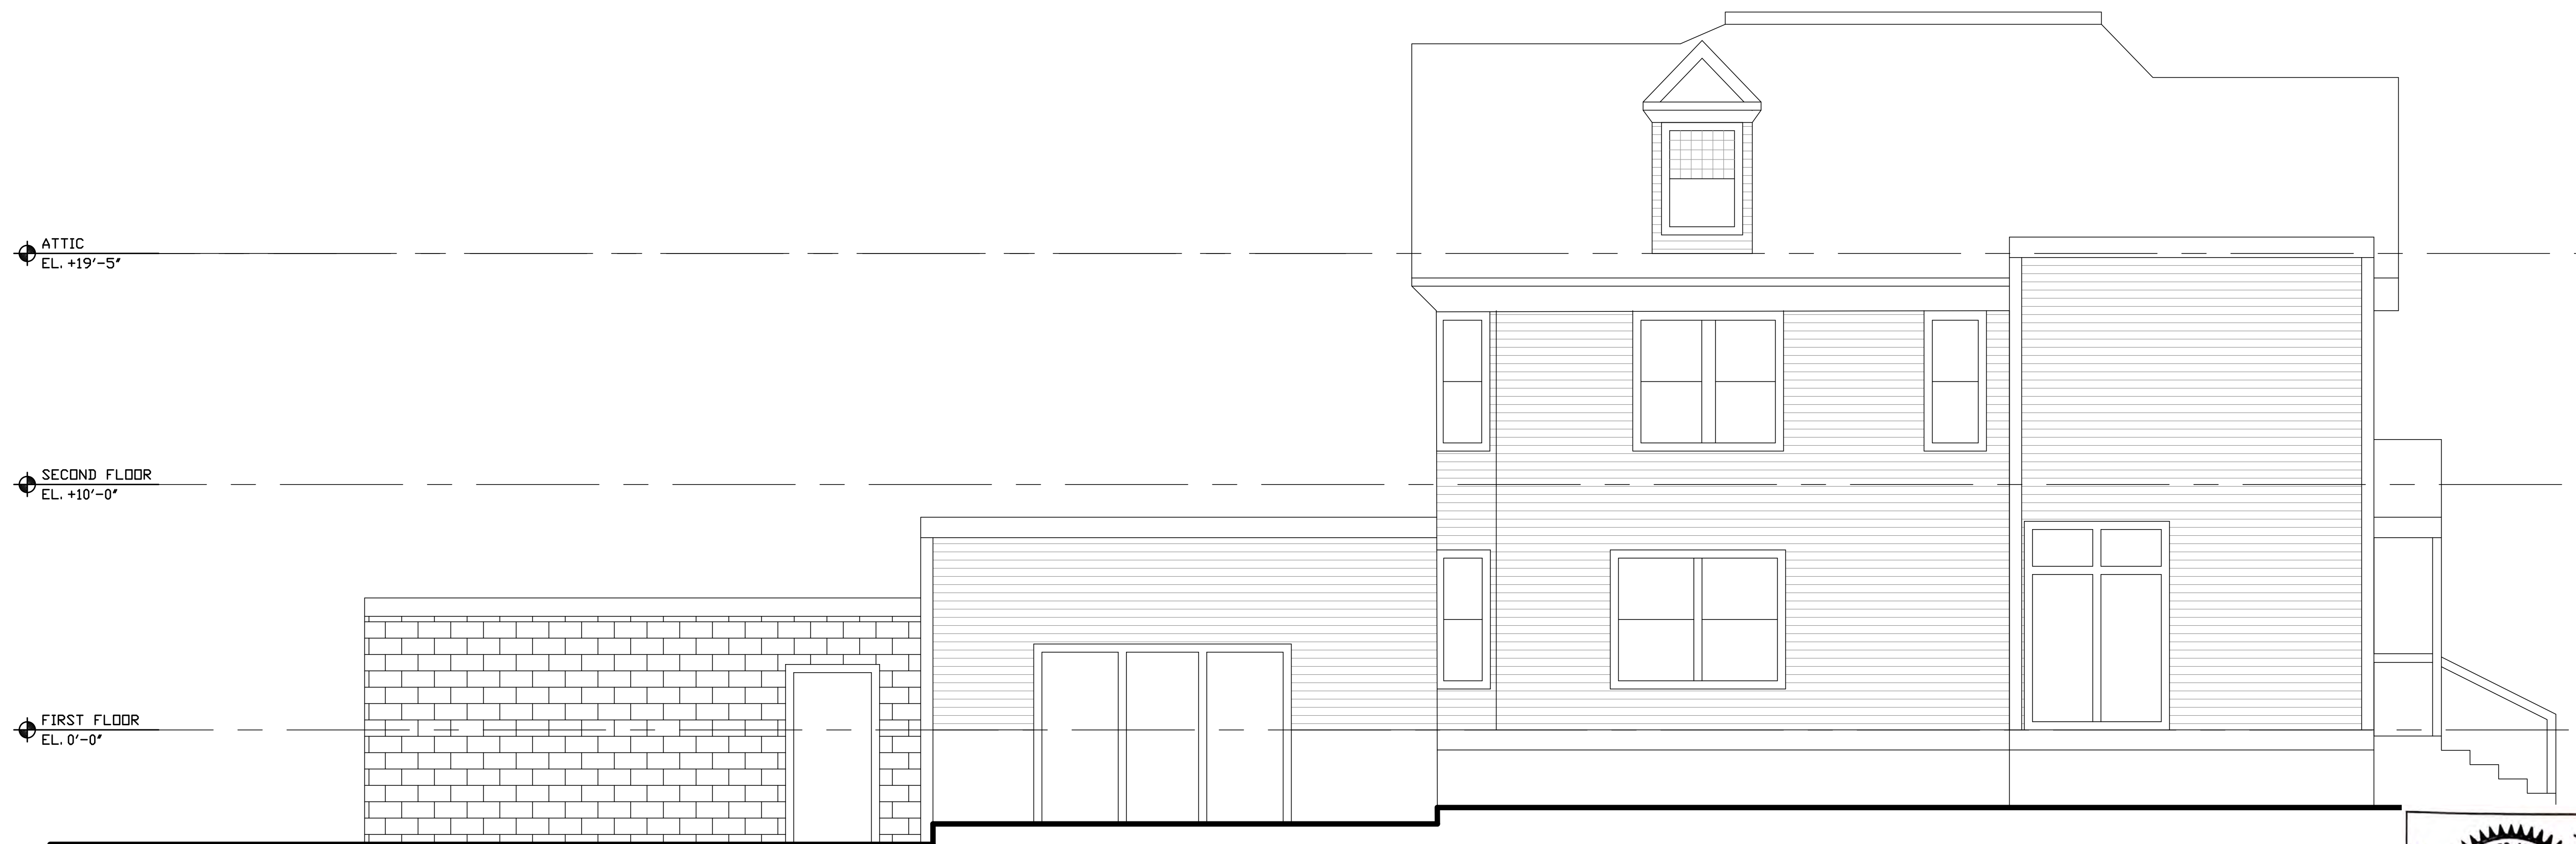 ATTIC
EL. +19'-5"
SECOND FLOOR
EL. +10'-0"
FIRST FLOOR
EL. 0'-0"